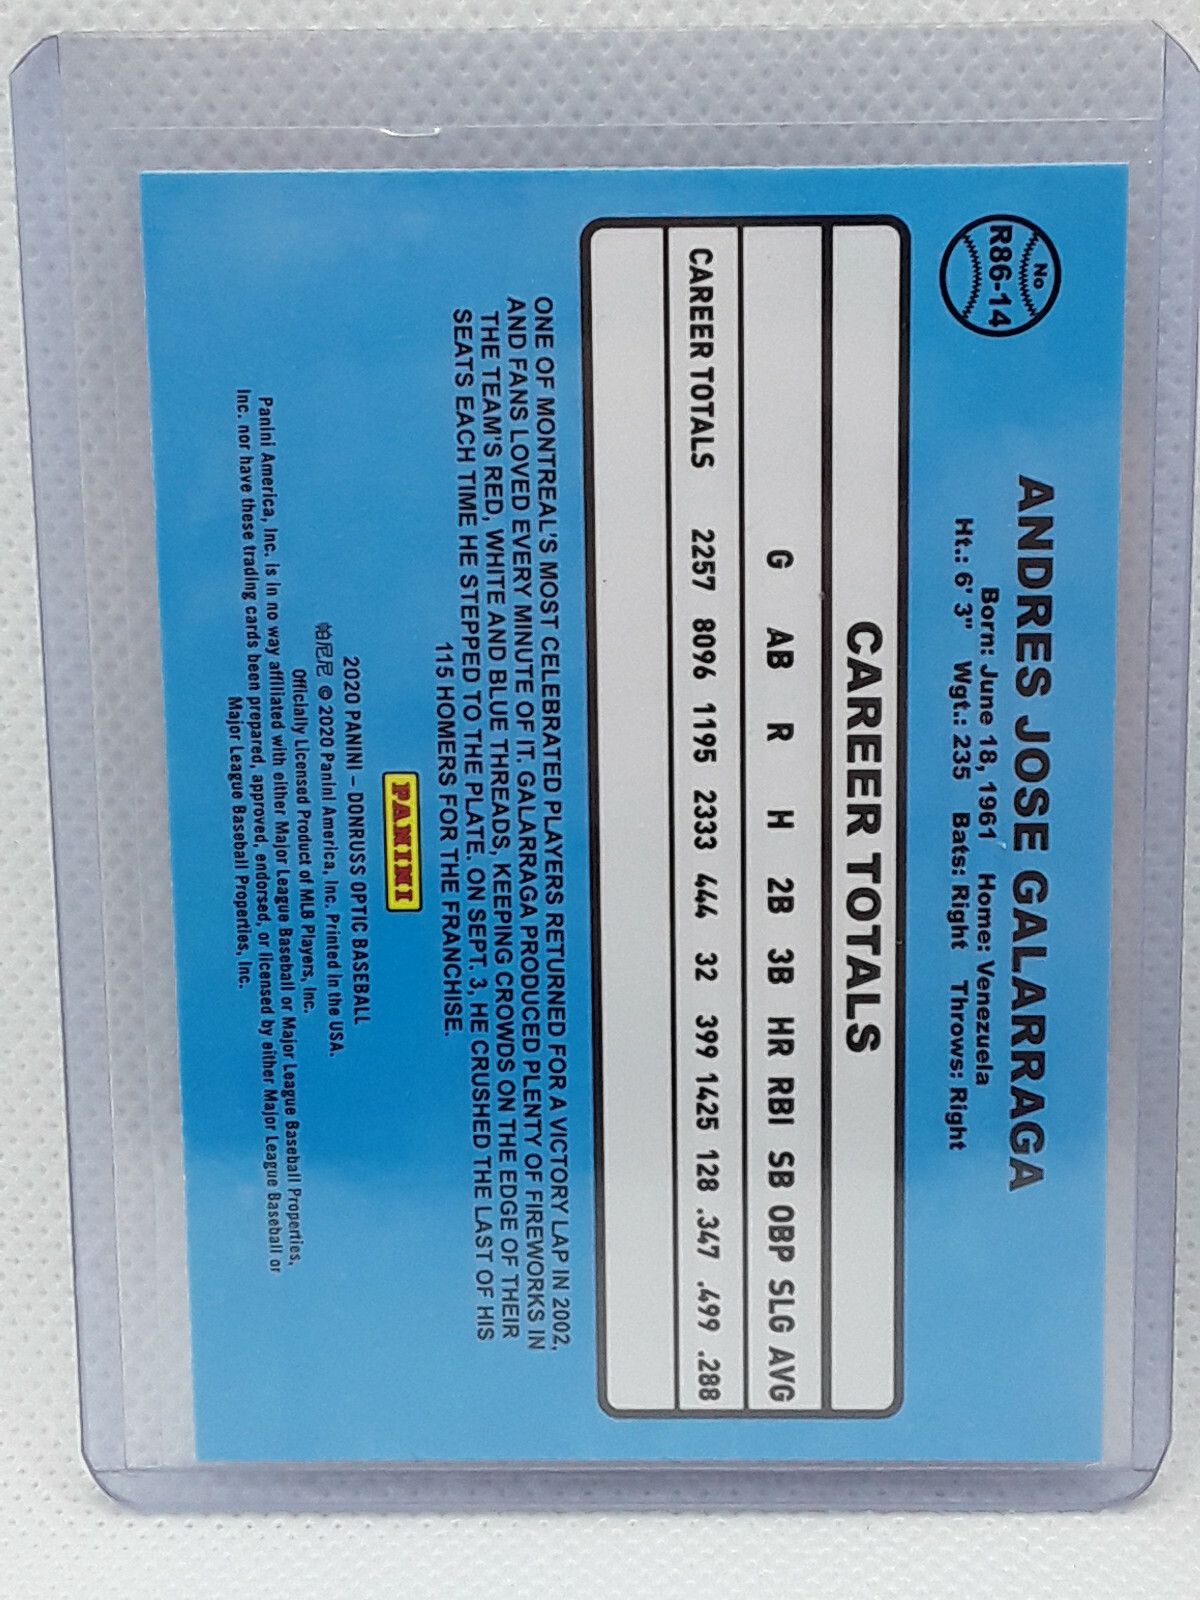 No
R86-14
ANDRES JOSE GALARRAGA
Born: June 18, 1961 Home: Venezuela
Ht.: 6' 3" Wgt.: 235 Bats: Right Throws: Right
CAREER TOTALS
G AB R H 2B 3B HR RBI SB OBP SLG AVG
CAREER TOTALS 2257 8096 1195 2333 444 32 399 1425 128 .347 .499 .288
ONE OF MONTREAL'S MOST CELEBRATED PLAYERS RETURNED FOR A VICTORY LAP IN 2002,
AND FANS LOVED EVERY MINUTE OF IT. GALARRAGA PRODUCED PLENTY OF FIREWORKS IN
THE TEAM'S RED, WHITE AND BLUE THREADS, KEEPING CROWDS ON THE EDGE OF THEIR
SEATS EACH TIME HE STEPPED TO THE PLATE. ON SEPT. 3, HE CRUSHED THE LAST OF HIS
115 HOMERS FOR THE FRANCHISE.
PANINI
2020 PANINI – DONRUSS OPTIC BASEBALL
帕尼尼 © 2020 Panini America, Inc. Printed in the USA.
Officially Licensed Product of MLB Players, Inc.
Panini America, Inc. is in no way affiliated with either Major League Baseball or Major League Baseball Properties,
Inc. nor have these trading cards been prepared, approved, endorsed, or licensed by either Major League Baseball or
Major League Baseball Properties, Inc.